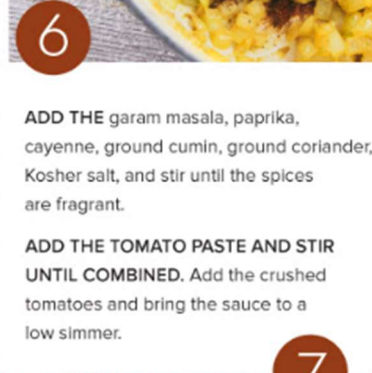 6
ADD THE garam masala, paprika,
cayenne, ground cumin, ground coriander,
Kosher salt, and stir until the spices
are fragrant.
ADD THE TOMATO PASTE AND STIR
UNTIL COMBINED. Add the crushed
tomatoes and bring the sauce to a
low simmer.
7